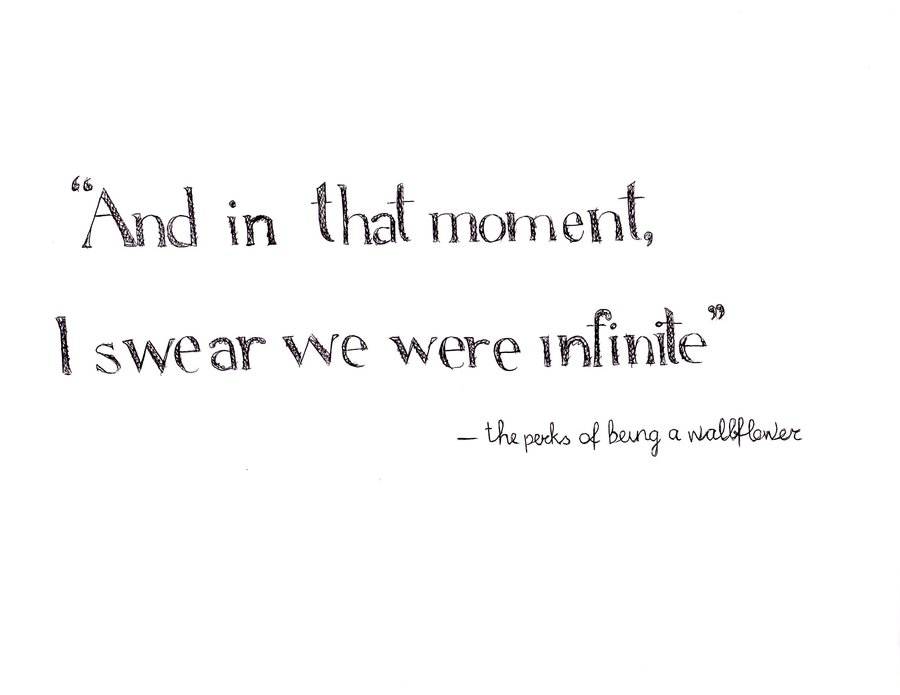 “And in that moment,
I swear we were infinite”
– the perks of being a wallflower